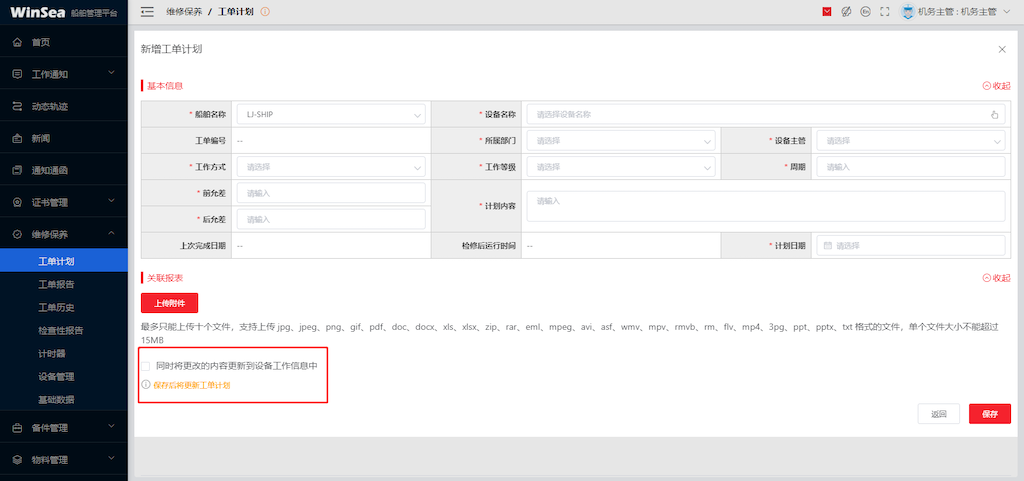 WinSea 船舶管理平台
维修保养 / 工单计划
En
机务主管 : 机务主管
首页
工作通知
动态轨迹
新闻
通知通函
证书管理
维修保养
工单计划
工单报告
工单历史
检查性报告
计时器
设备管理
基础数据
备件管理
物料管理
新增工单计划
基本信息
收起
* 船舶名称 LJ-SHIP * 设备名称 请选择设备名称
工单编号 -- * 所属部门 请选择 * 设备主管 请选择
* 工作方式 请选择 * 工作等级 请选择 * 周期 请输入
* 前允差 请输入 * 计划内容 请输入
* 后允差 请输入
上次完成日期 -- 检修后运行时间 -- * 计划日期 请选择
关联报表
收起
上传附件
最多只能上传十个文件，支持上传 jpg、jpeg、png、gif、pdf、doc、docx、xls、xlsx、zip、rar、eml、mpeg、avi、asf、wmv、mpv、rmvb、rm、flv、mp4、3pg、ppt、pptx、txt 格式的文件，单个文件大小不能超过
15MB
同时将更改的内容更新到设备工作信息中
保存后将更新工单计划
返回
保存